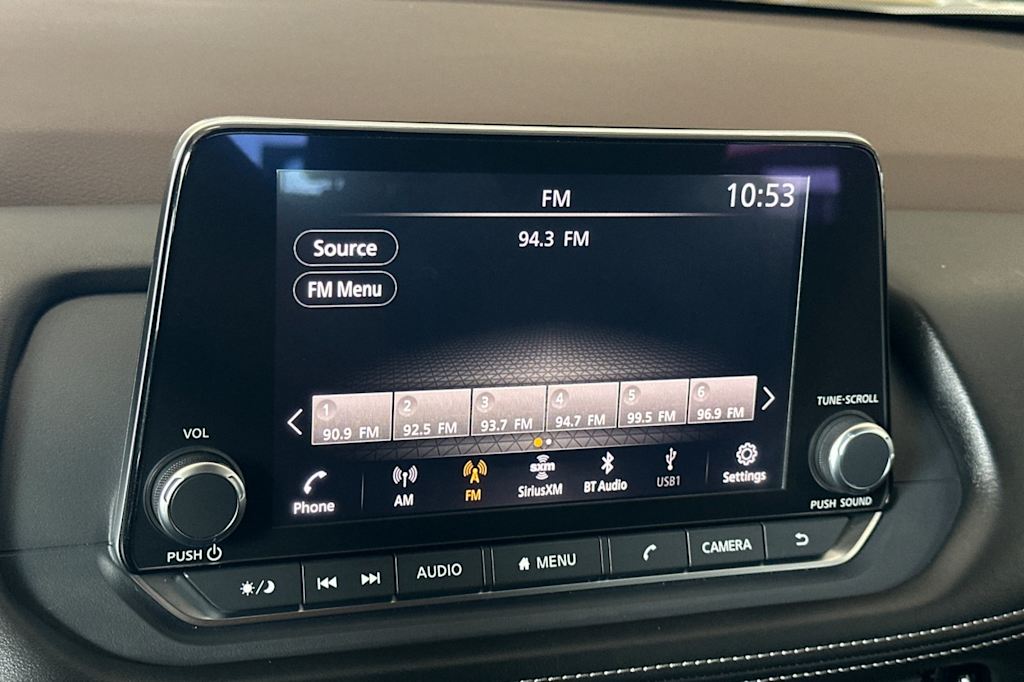 FM
10:53
94.3 FM
Source
FM Menu
1
90.9 FM
2
92.5 FM
3
93.7 FM
4
94.7 FM
5
99.5 FM
6
96.9 FM
Phone
AM
FM
sxm
SiriusXM
BT Audio
USB1
Settings
VOL
PUSH
TUNE·SCROLL
PUSH SOUND
AUDIO
MENU
CAMERA